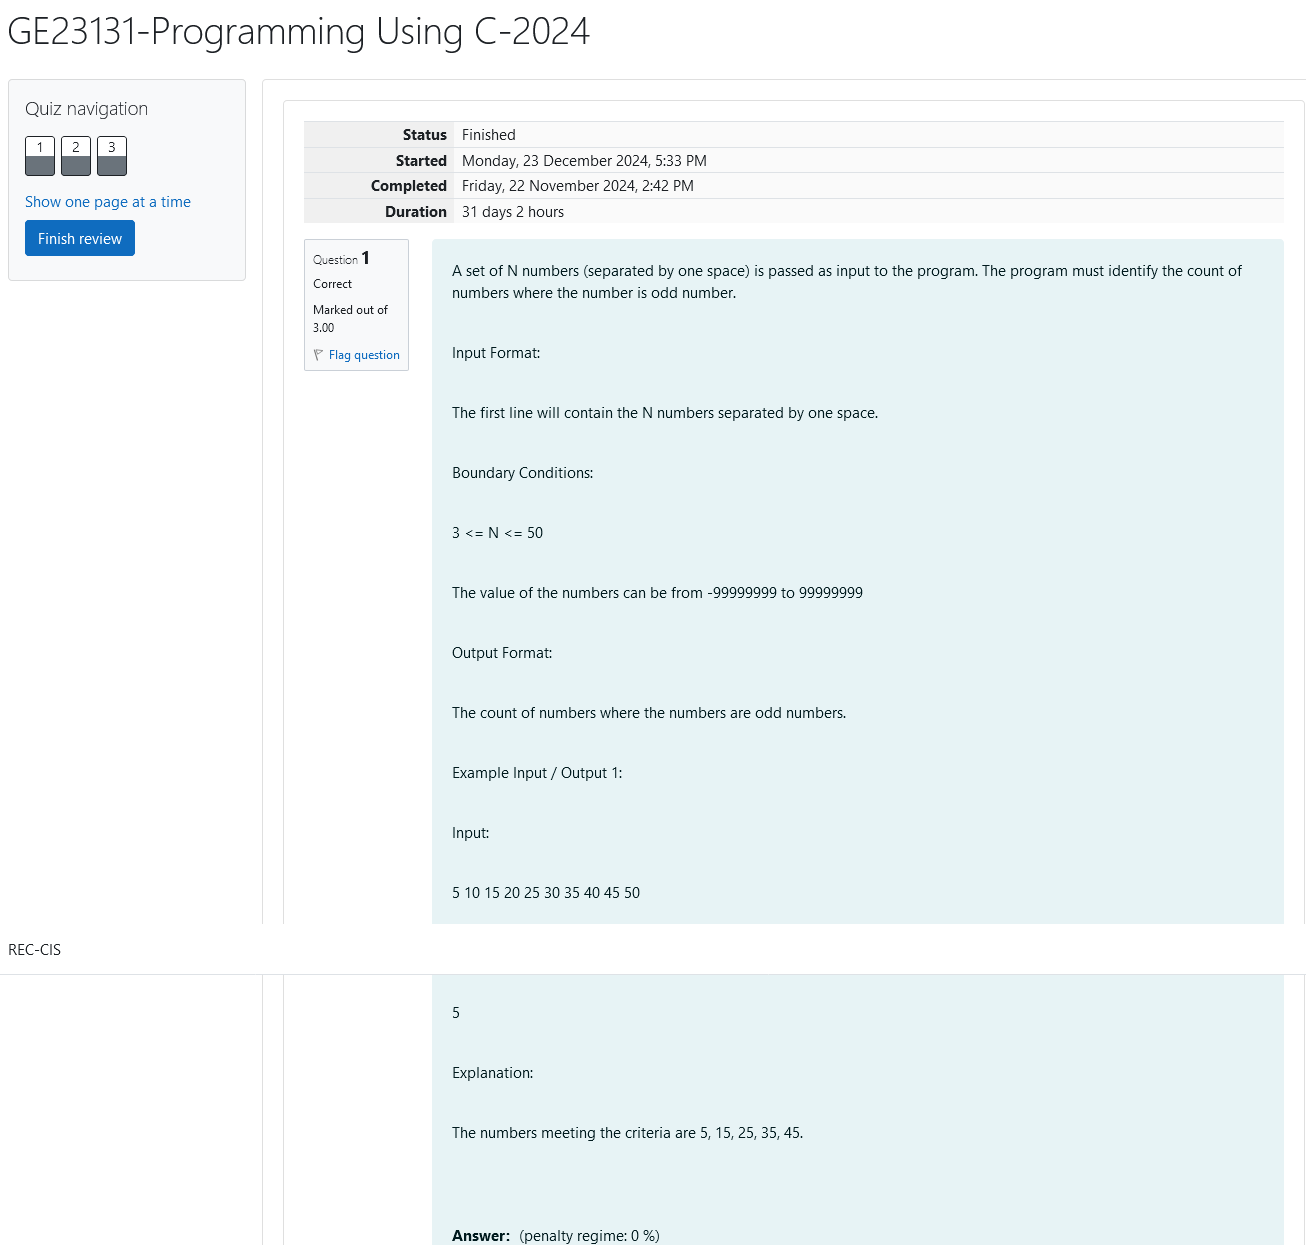 GE23131-Programming Using C-2024
Quiz navigation
1 2 3
Show one page at a time
Finish review
Status Finished
Started Monday, 23 December 2024, 5:33 PM
Completed Friday, 22 November 2024, 2:42 PM
Duration 31 days 2 hours
Question 1
Correct
Marked out of
3.00
Flag question
A set of N numbers (separated by one space) is passed as input to the program. The program must identify the count of
numbers where the number is odd number.
Input Format:
The first line will contain the N numbers separated by one space.
Boundary Conditions:
3 <= N <= 50
The value of the numbers can be from -99999999 to 99999999
Output Format:
The count of numbers where the numbers are odd numbers.
Example Input / Output 1:
Input:
5 10 15 20 25 30 35 40 45 50
REC-CIS
5
Explanation:
The numbers meeting the criteria are 5, 15, 25, 35, 45.
Answer: (penalty regime: 0 %)